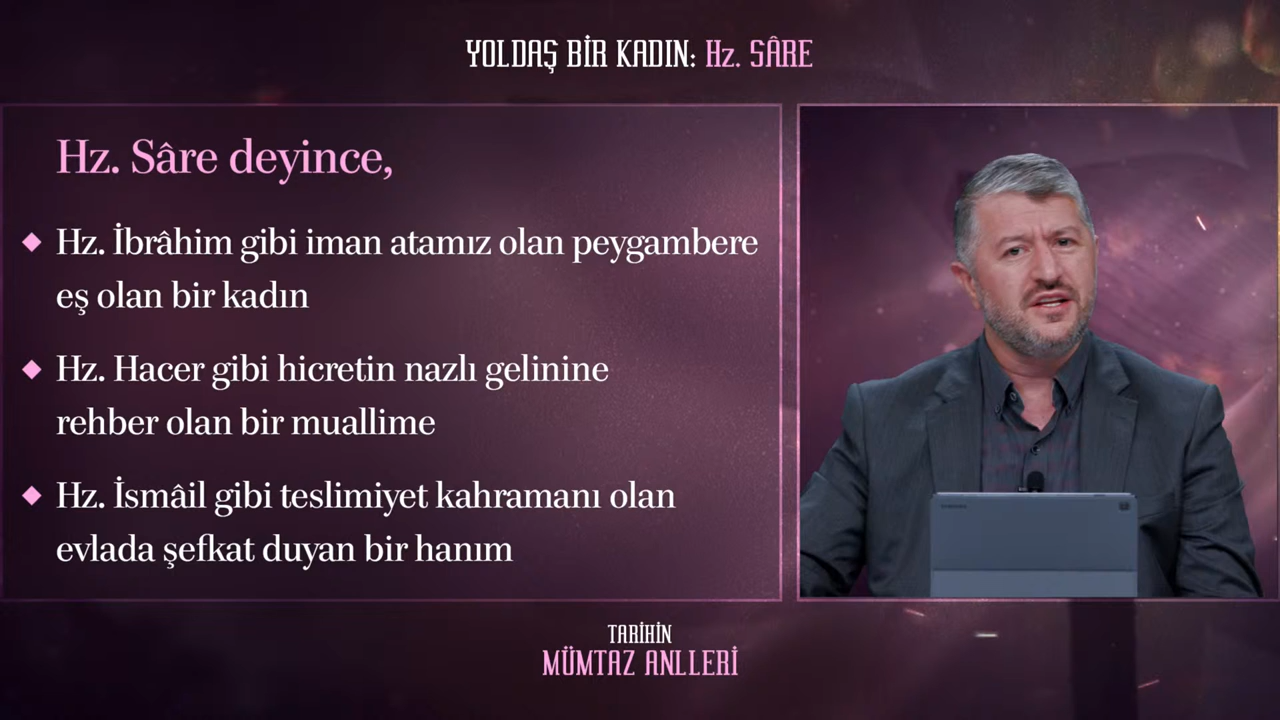 YOLDAŞ BİR KADIN: Hz. SÂRE
Hz. Sâre deyince,
Hz. İbrâhim gibi iman atamız olan peygambere
eş olan bir kadın
Hz. Hacer gibi hicretin nazlı gelinine
rehber olan bir muallime
Hz. İsmâil gibi teslimiyet kahramanı olan
evlada şefkat duyan bir hanım
SAMSUNG
TARİHİN
MÜMTAZ ANLLERİ